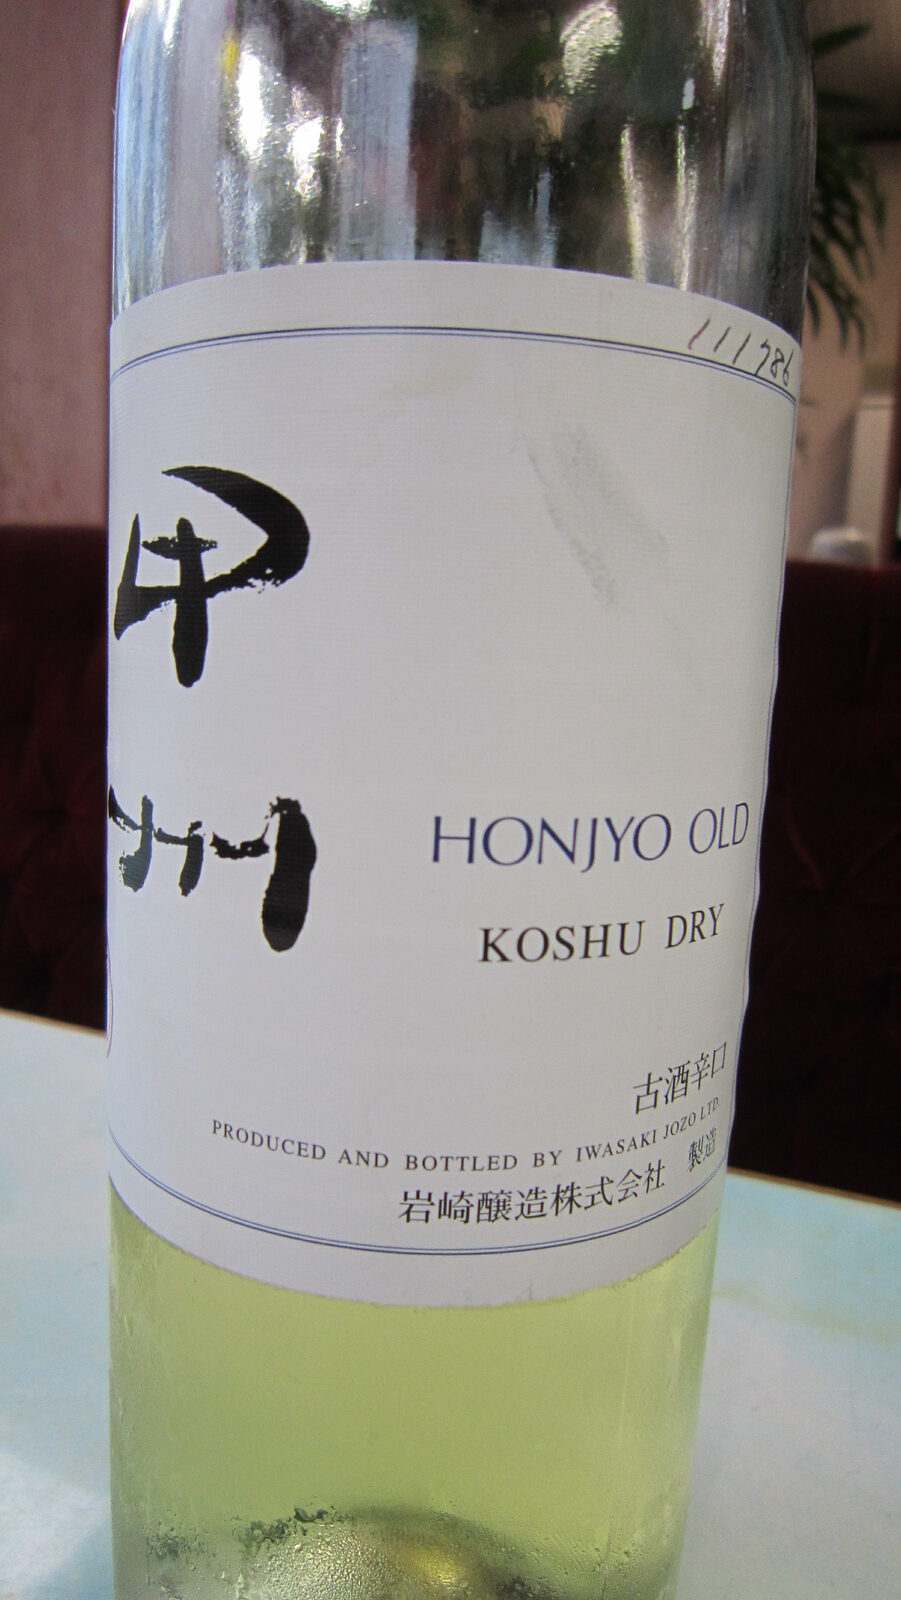 111786
甲
州
HONJYO OLD
KOSHU DRY
古酒辛口
PRODUCED AND BOTTLED BY IWASAKI JOZO LTD.
岩崎醸造株式会社 製造